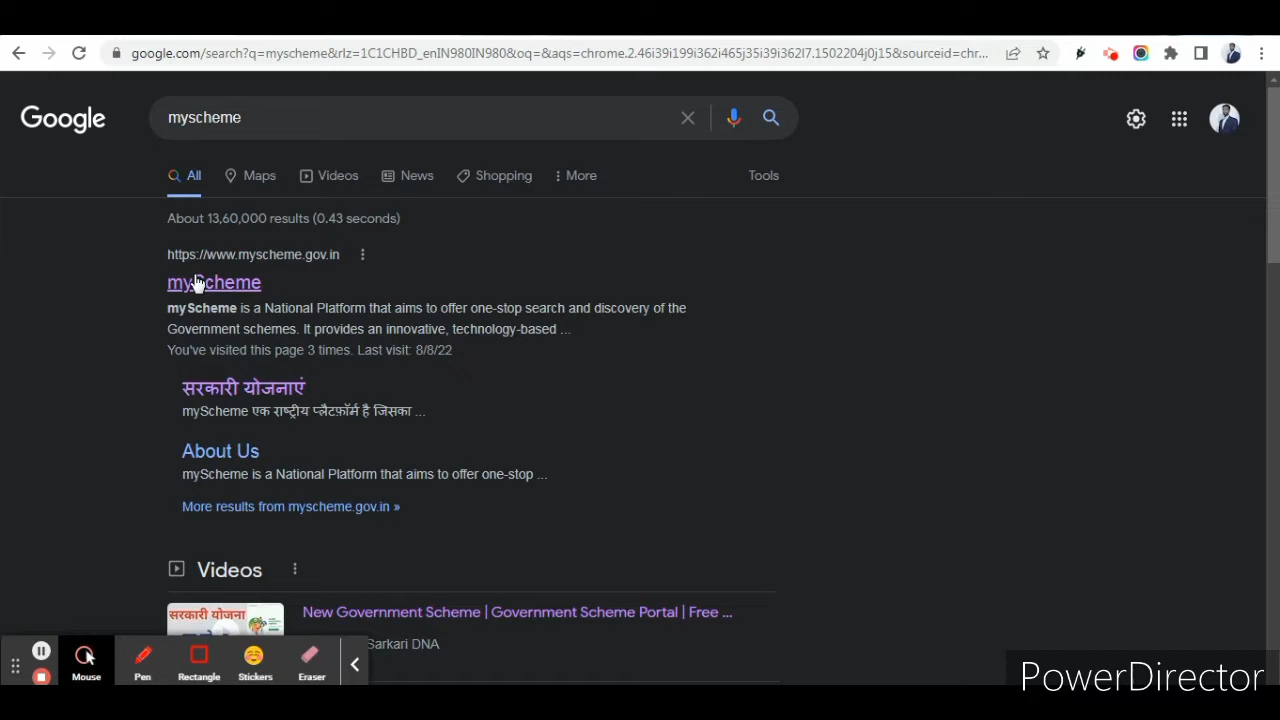 google.com/search?q=myscheme&rlz=1C1CHBD_enIN980IN980&oq=&aqs=chrome.2.46i39i199i362i465j35i39i362l7.1502204j0j15&sourceid=chr...
Google
myscheme
All
Maps
Videos
News
Shopping
More
Tools
About 13,60,000 results (0.43 seconds)
https://www.myscheme.gov.in
myScheme
myScheme is a National Platform that aims to offer one-stop search and discovery of the
Government schemes. It provides an innovative, technology-based ...
You've visited this page 3 times. Last visit: 8/8/22
सरकारी योजनाएं
myScheme एक राष्ट्रीय प्लैटफ़ॉर्म है जिसका ...
About Us
myScheme is a National Platform that aims to offer one-stop ...
More results from myscheme.gov.in »
Videos
New Government Scheme | Government Scheme Portal | Free ...
सरकारी योजना
Sarkari DNA
Mouse
Pen
Rectangle
Stickers
Eraser
PowerDirector